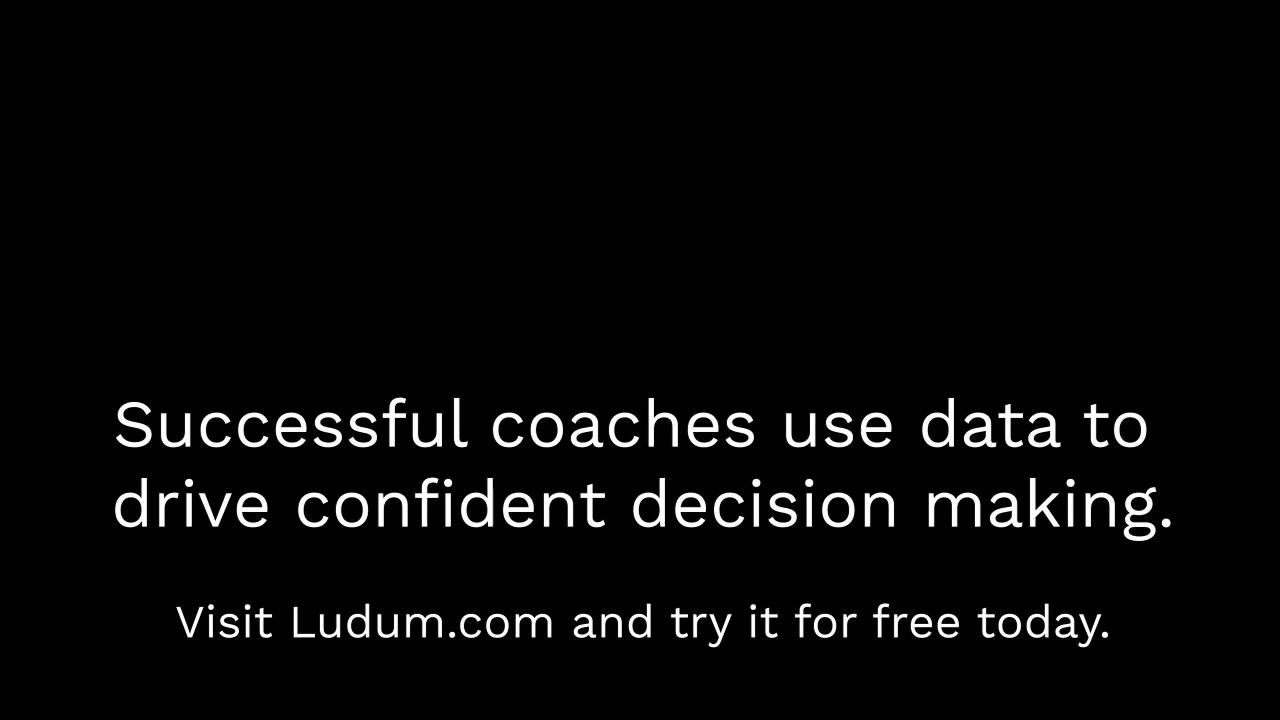 Successful coaches use data to
drive confident decision making.
Visit Ludum.com and try it for free today.